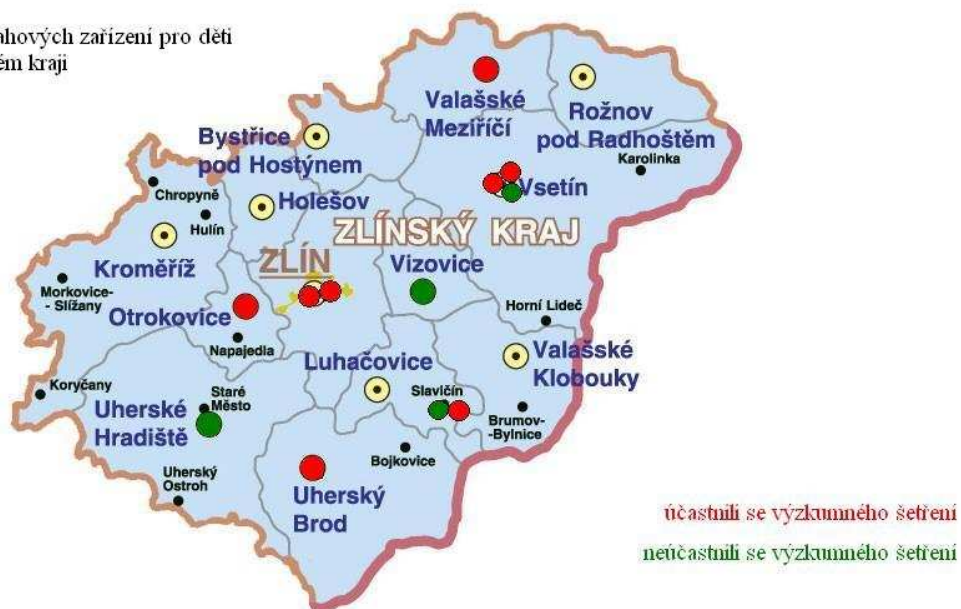 ahových zařízení pro děti
ém kraji
Valašské
Meziříčí
Rožnov
pod Radhoštěm
Karolinka
Bystřice
pod Hostýnem
Chropyně
Holešov
Hulín
Vsetín
ZLÍNSKÝ KRAJ
ZLÍN
Kroměříž
Vizovice
Morkovice-
-Slížany
Otrokovice
Horní Lideč
Napajedla
Luhačovice
Valašské
Klobouky
Koryčany
Staré
Město
Slavičín
Uherské
Hradiště
Brumov-
-Bylnice
Bojkovice
Uherský
Ostroh
Uherský
Brod
účastnili se výzkumného šetření
neúčastnili se výzkumného šetření